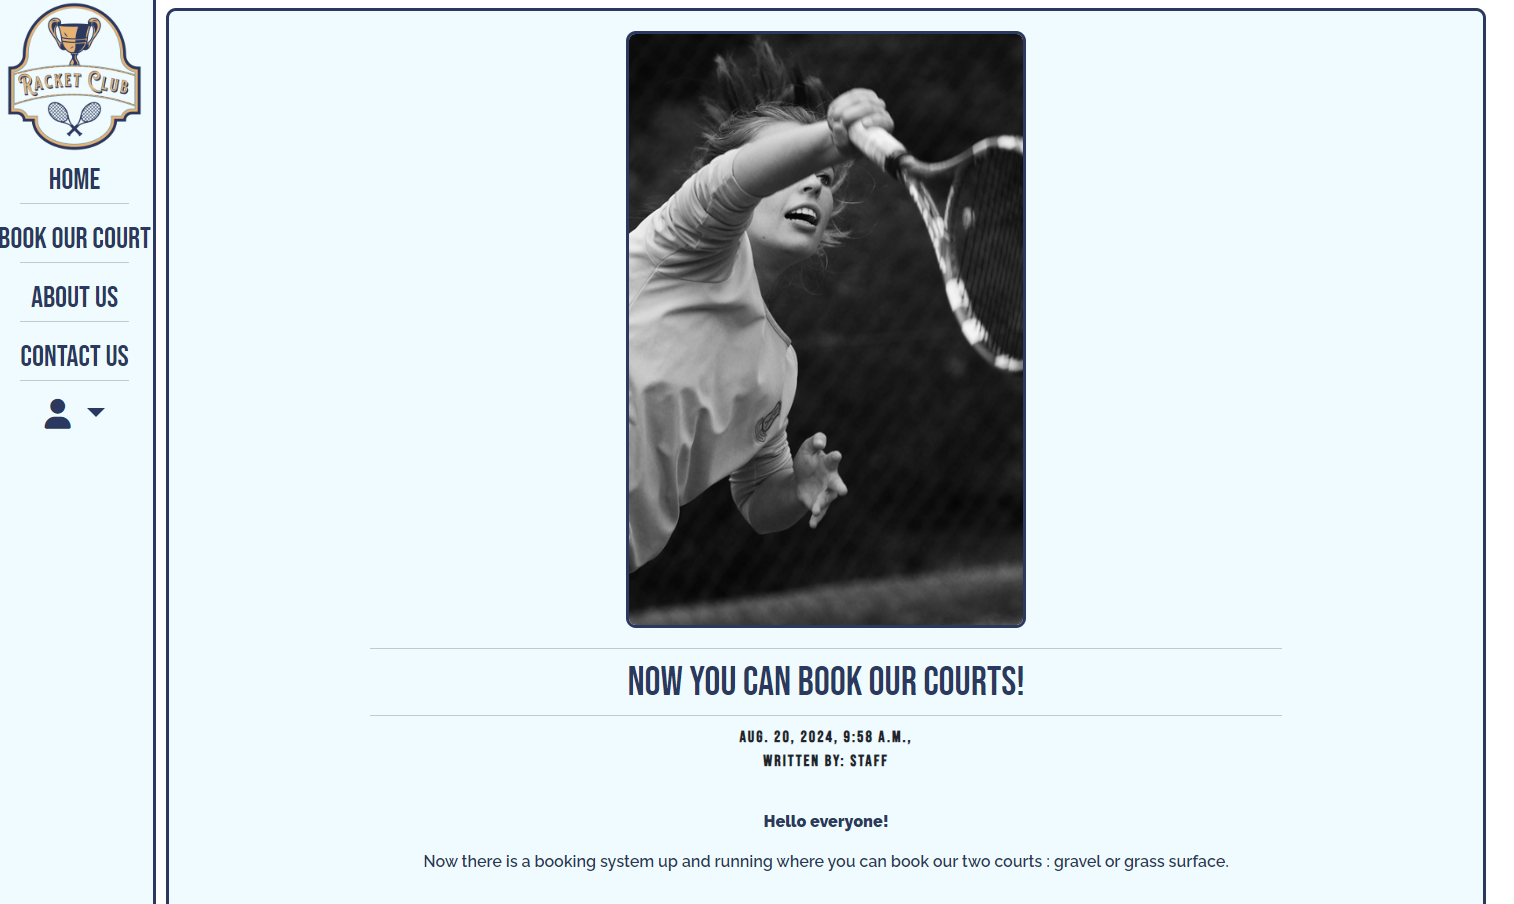 RACKET CLUB
HOME
BOOK OUR COURT
ABOUT US
CONTACT US
NOW YOU CAN BOOK OUR COURTS!
AUG. 20, 2024, 9:58 A.M.,
WRITTEN BY: STAFF
Hello everyone!
Now there is a booking system up and running where you can book our two courts : gravel or grass surface.